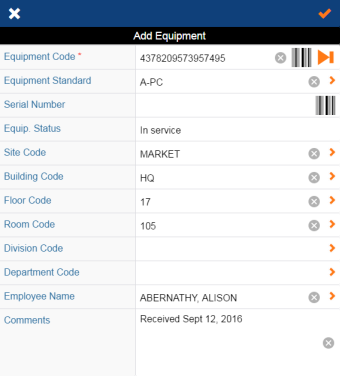 Add Equipment
Equipment Code * 4378209573957495
Equipment Standard A-PC
Serial Number
Equip. Status In service
Site Code MARKET
Building Code HQ
Floor Code 17
Room Code 105
Division Code
Department Code
Employee Name ABERNATHY, ALISON
Comments Received Sept 12, 2016